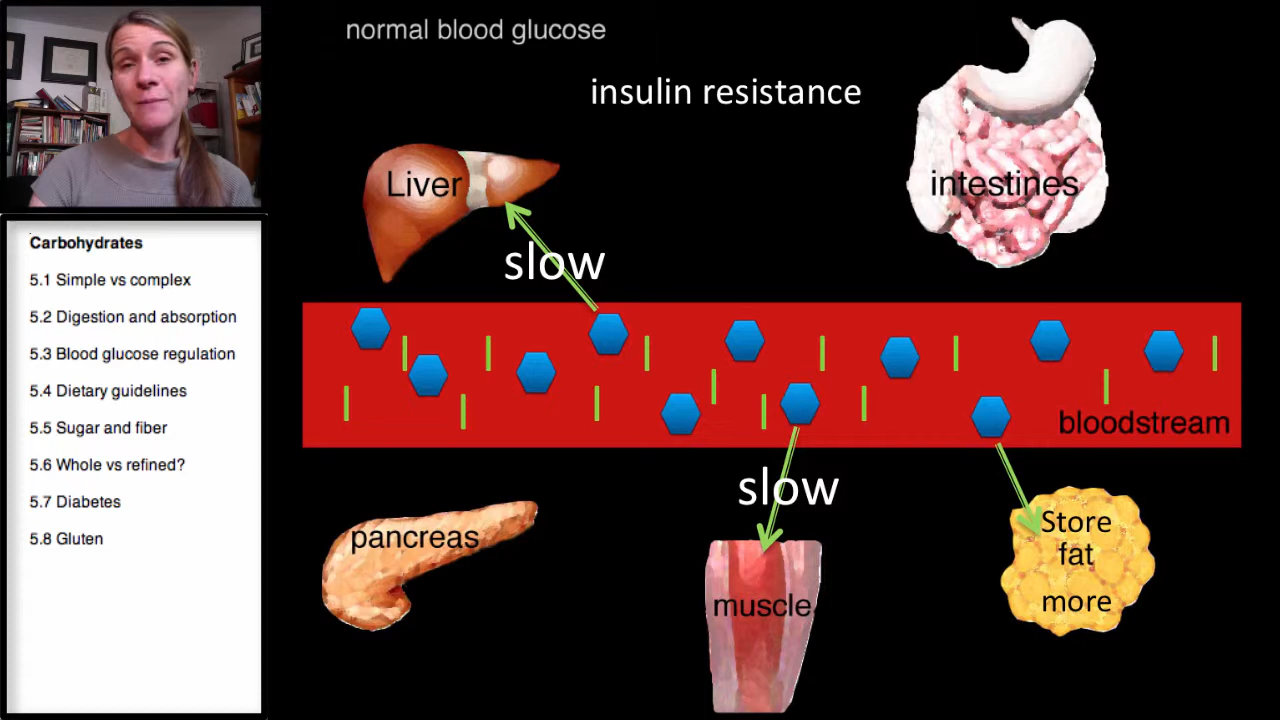 normal blood glucose
insulin resistance
Liver
intestines
slow
bloodstream
slow
pancreas
muscle
Store
fat
more
Carbohydrates
5.1 Simple vs complex
5.2 Digestion and absorption
5.3 Blood glucose regulation
5.4 Dietary guidelines
5.5 Sugar and fiber
5.6 Whole vs refined?
5.7 Diabetes
5.8 Gluten